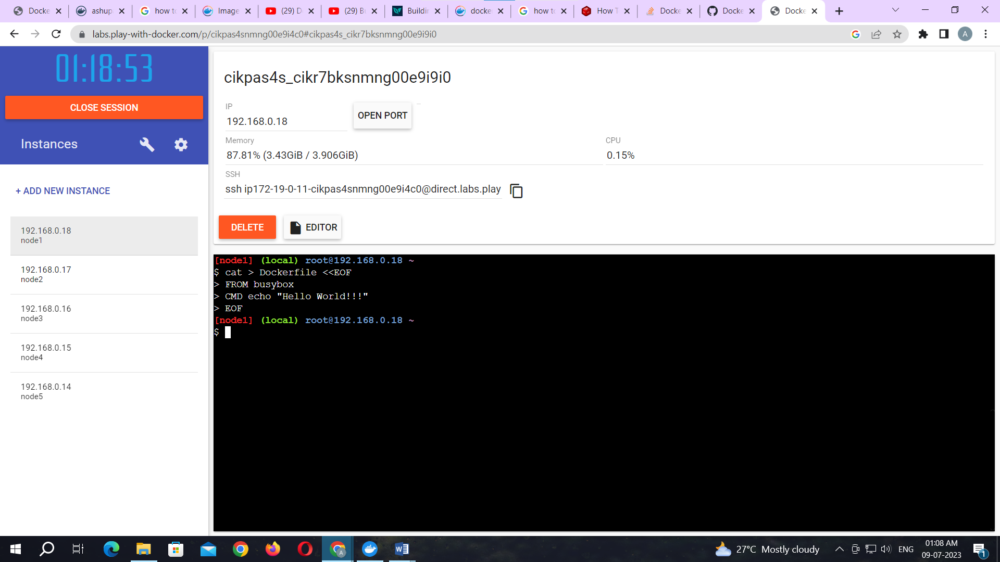 Docke
ashup
how to
Image
(29) D
(29) Bu
Buildin
docke
how to
How T
Docke
Docke
Docke
labs.play-with-docker.com/p/cikpas4snmng00e9i4c0#cikpas4s_cikr7bksnmng00e9i9i0
A
01:18:53
CLOSE SESSION
Instances
+ ADD NEW INSTANCE
192.168.0.18
node1
192.168.0.17
node2
192.168.0.16
node3
192.168.0.15
node4
192.168.0.14
node5
cikpas4s_cikr7bksnmng00e9i9i0
IP
192.168.0.18
OPEN PORT
Memory
87.81% (3.43GiB / 3.906GiB)
CPU
0.15%
SSH
ssh ip172-19-0-11-cikpas4snmng00e9i4c0@direct.labs.play
DELETE
EDITOR
[node1] (local) root@192.168.0.18 ~
$ cat > Dockerfile <<EOF
> FROM busybox
> CMD echo "Hello World!!!"
> EOF
[node1] (local) root@192.168.0.18 ~
$
27°C Mostly cloudy
ENG
01:08 AM
09-07-2023
1